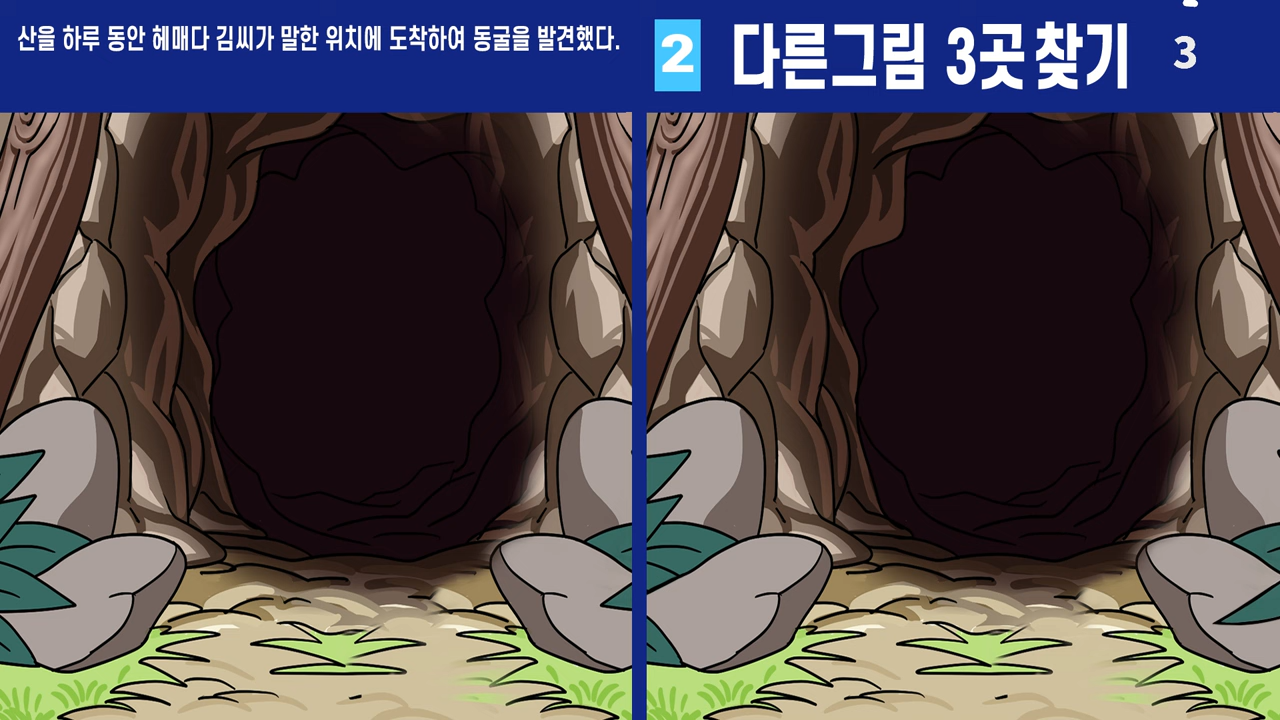 산을 하루 동안 헤매다 김씨가 말한 위치에 도착하여 동굴을 발견했다.
2 다른그림 3곳찾기 3